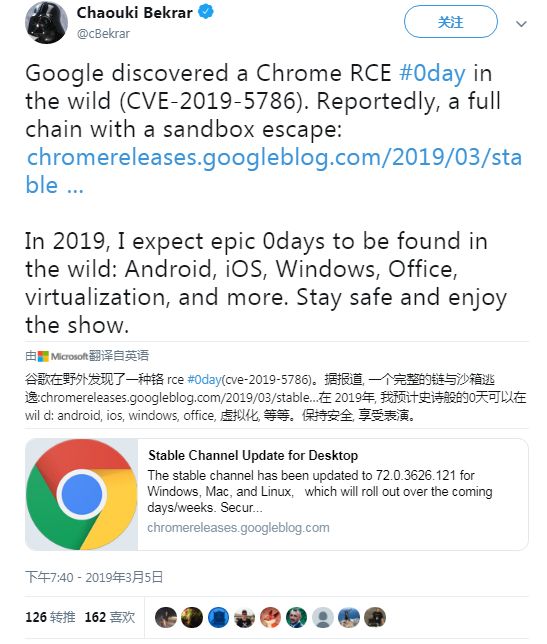 Chaouki Bekrar
@cBekrar
关注
Google discovered a Chrome RCE #0day in
the wild (CVE-2019-5786). Reportedly, a full
chain with a sandbox escape:
chromereleases.googleblog.com/2019/03/sta
ble ...
In 2019, I expect epic 0days to be found in
the wild: Android, iOS, Windows, Office,
virtualization, and more. Stay safe and enjoy
the show.
由 Microsoft 翻译自英语
谷歌在野外发现了一种铬 rce #0day(cve-2019-5786)。据报道, 一个完整的链与沙箱逃
逸:chromereleases.googleblog.com/2019/03/stable...在 2019年, 我预计史诗般的0天可以在
wil d: android, ios, windows, office, 虚拟化, 等等。保持安全, 享受表演。
Stable Channel Update for Desktop
The stable channel has been updated to 72.0.3626.121 for
Windows, Mac, and Linux, which will roll out over the coming
days/weeks. Secur...
chromereleases.googleblog.com
下午7:40 - 2019年3月5日
126 转推 162 喜欢